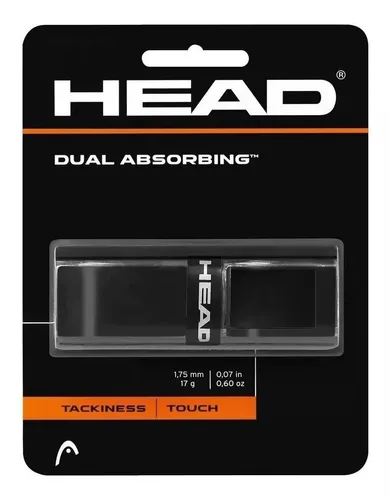 HEAD®
DUAL ABSORBING™
HEAD
1,75 mm | 0,07 in
17 g | 0,60 oz
TACKINESS | TOUCH